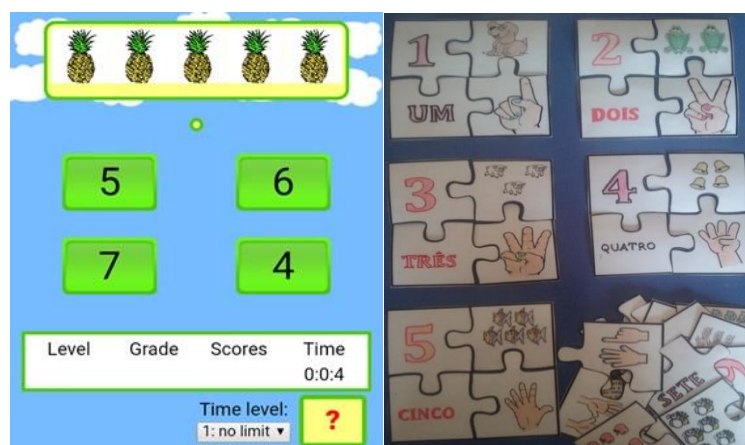 5 6
7 4
Level Grade Scores Time
0:0:4
Time level:
1: no limit
?
1
UM
2
DOIS
3
TRÊS
4
QUATRO
5
CINCO
SETE